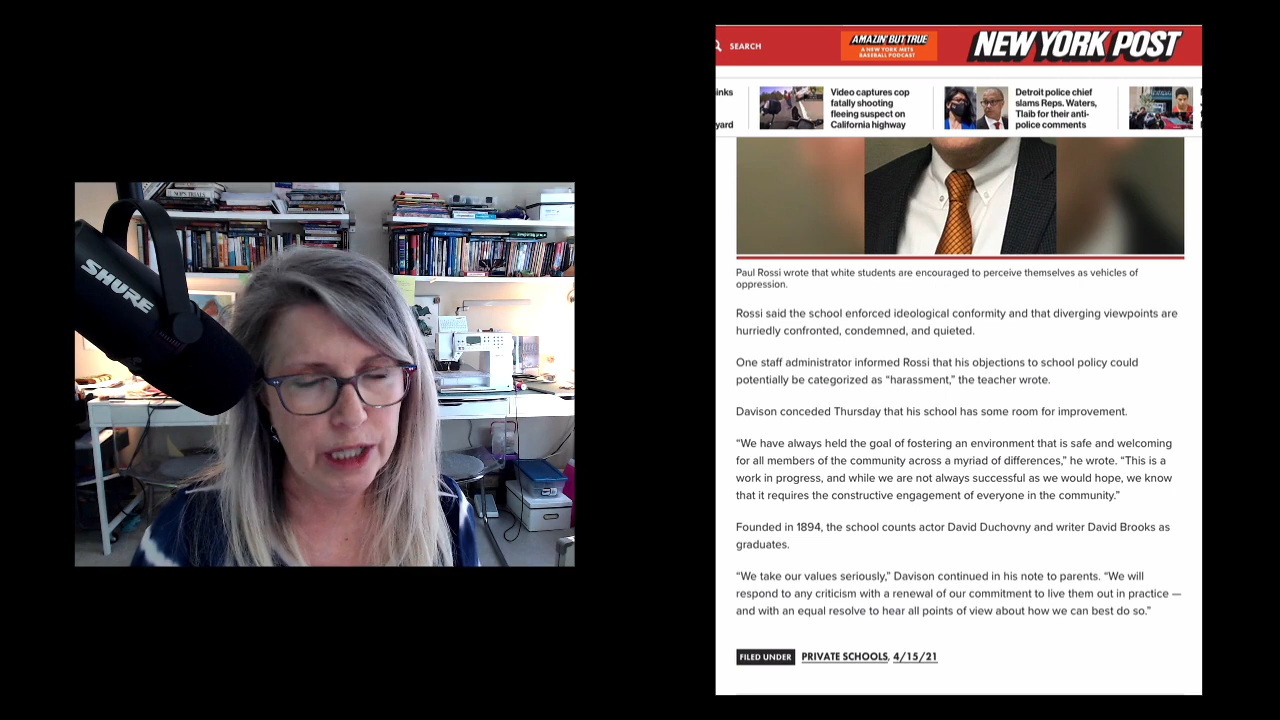 SHURE
SEARCH
AMAZIN' BUT TRUE
A NEW YORK METS
BASEBALL PODCAST
NEW YORK POST
inks
yard
Video captures cop
fatally shooting
fleeing suspect on
California highway
Detroit police chief
slams Reps. Waters,
Tlaib for their anti-
police comments
Paul Rossi wrote that white students are encouraged to perceive themselves as vehicles of
oppression.
Rossi said the school enforced ideological conformity and that diverging viewpoints are
hurriedly confronted, condemned, and quieted.
One staff administrator informed Rossi that his objections to school policy could
potentially be categorized as “harassment,” the teacher wrote.
Davison conceded Thursday that his school has some room for improvement.
“We have always held the goal of fostering an environment that is safe and welcoming
for all members of the community across a myriad of differences,” he wrote. “This is a
work in progress, and while we are not always successful as we would hope, we know
that it requires the constructive engagement of everyone in the community.”
Founded in 1894, the school counts actor David Duchovny and writer David Brooks as
graduates.
“We take our values seriously,” Davison continued in his note to parents. “We will
respond to any criticism with a renewal of our commitment to live them out in practice —
and with an equal resolve to hear all points of view about how we can best do so.”
FILED UNDER PRIVATE SCHOOLS, 4/15/21